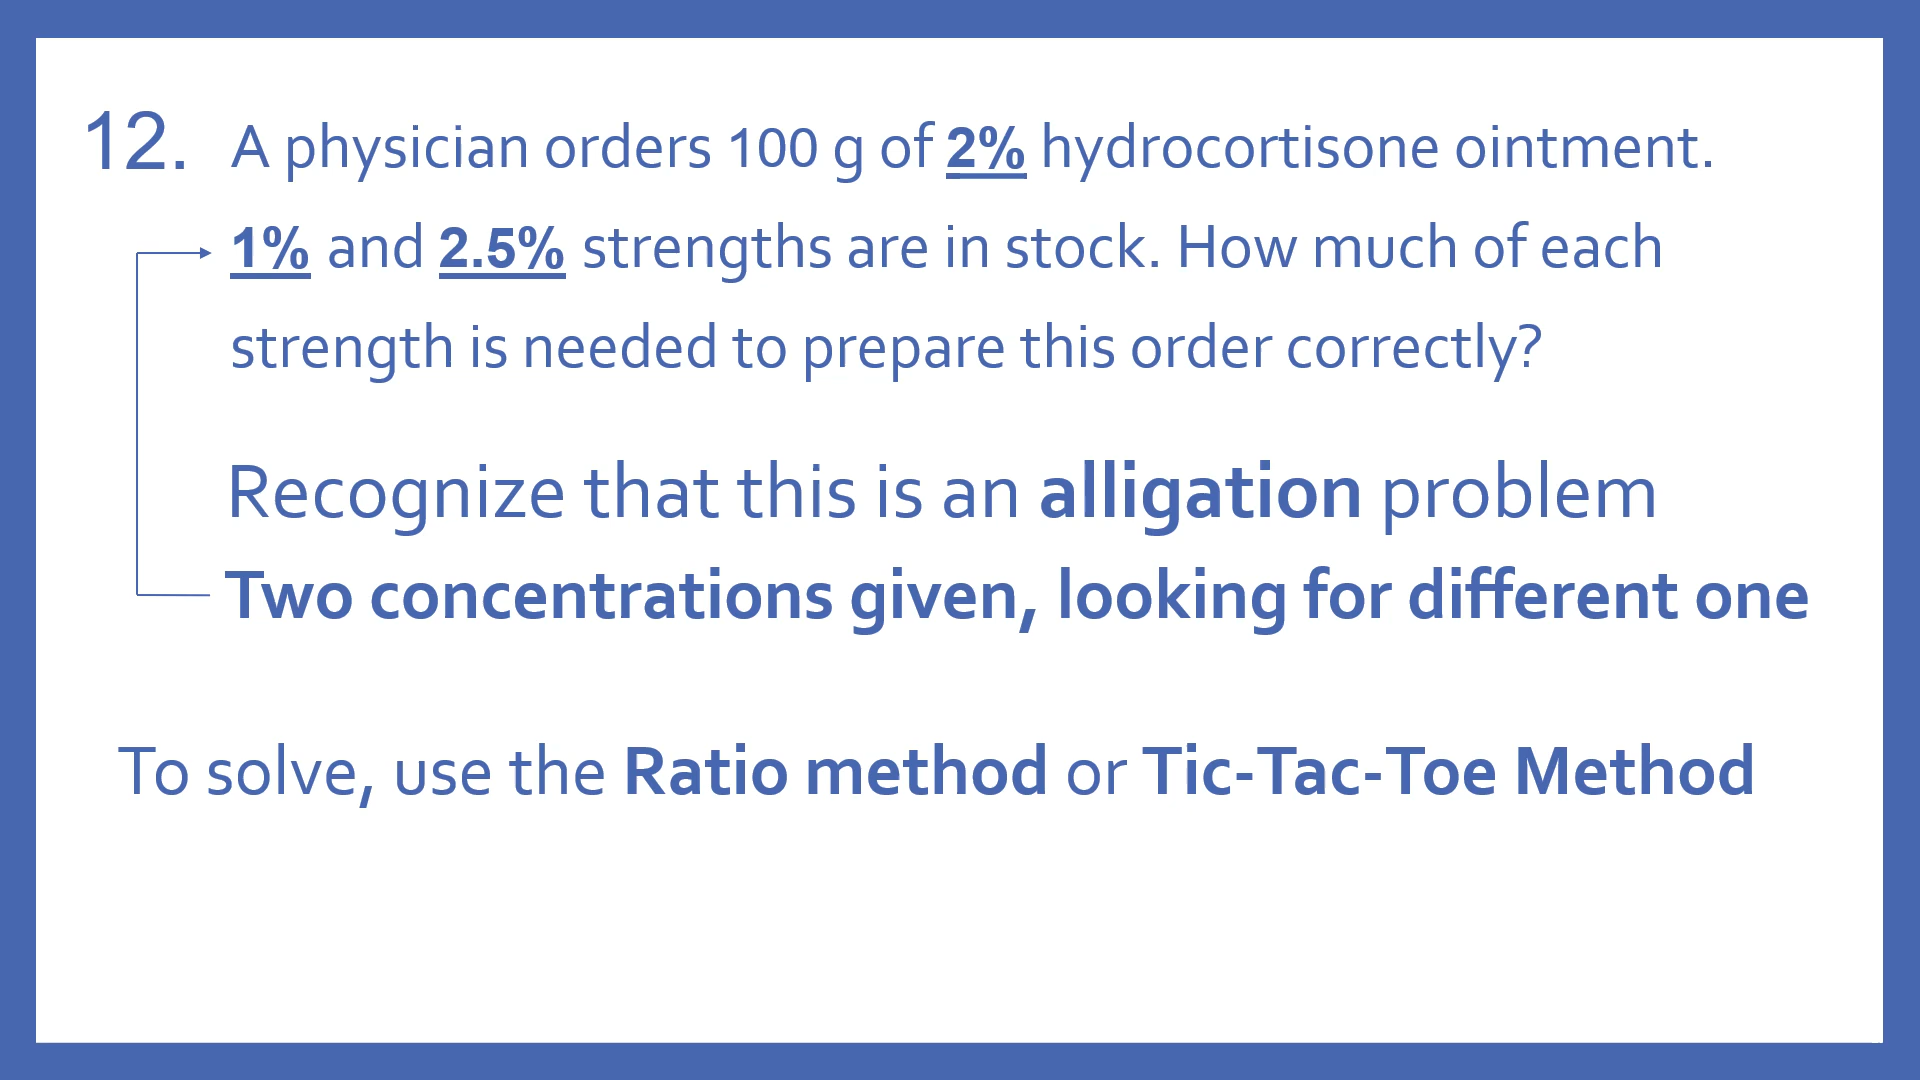 12. A physician orders 100 g of 2% hydrocortisone ointment.
1% and 2.5% strengths are in stock. How much of each
strength is needed to prepare this order correctly?
Recognize that this is an alligation problem
Two concentrations given, looking for different one
To solve, use the Ratio method or Tic-Tac-Toe Method